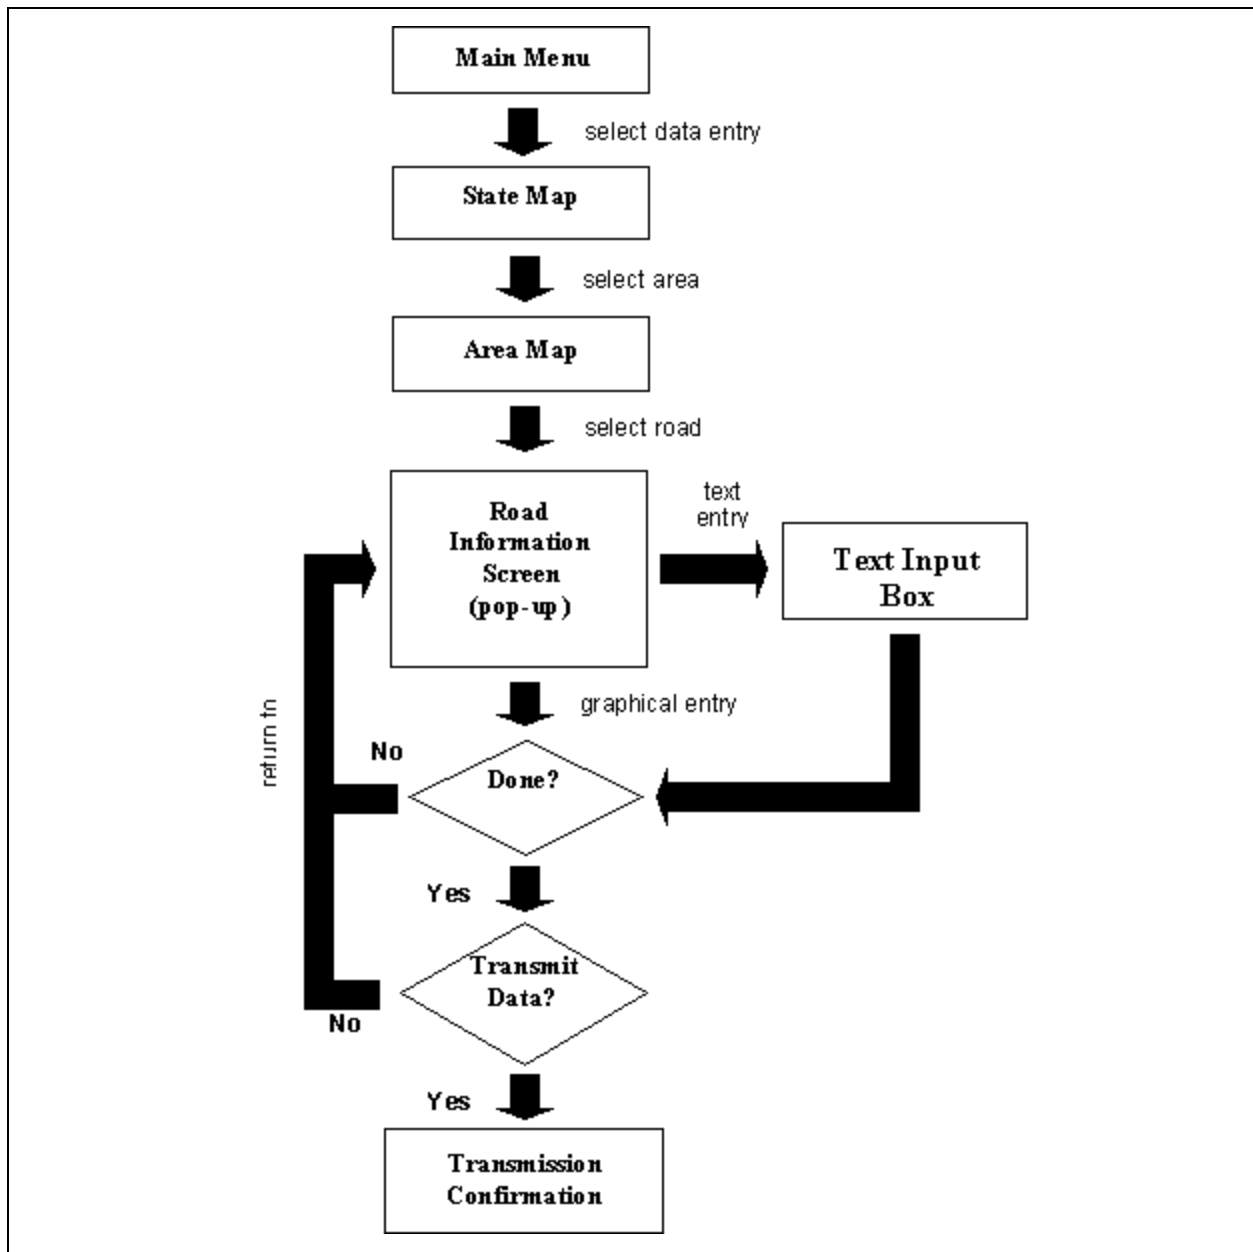 Main Menu
select data entry
State Map
select area
Area Map
select road
Road
Information
Screen
(pop-up)
text
entry
Text Input
Box
graphical entry
return to
No
Done?
Yes
Transmit
Data?
No
Yes
Transmission
Confirmation